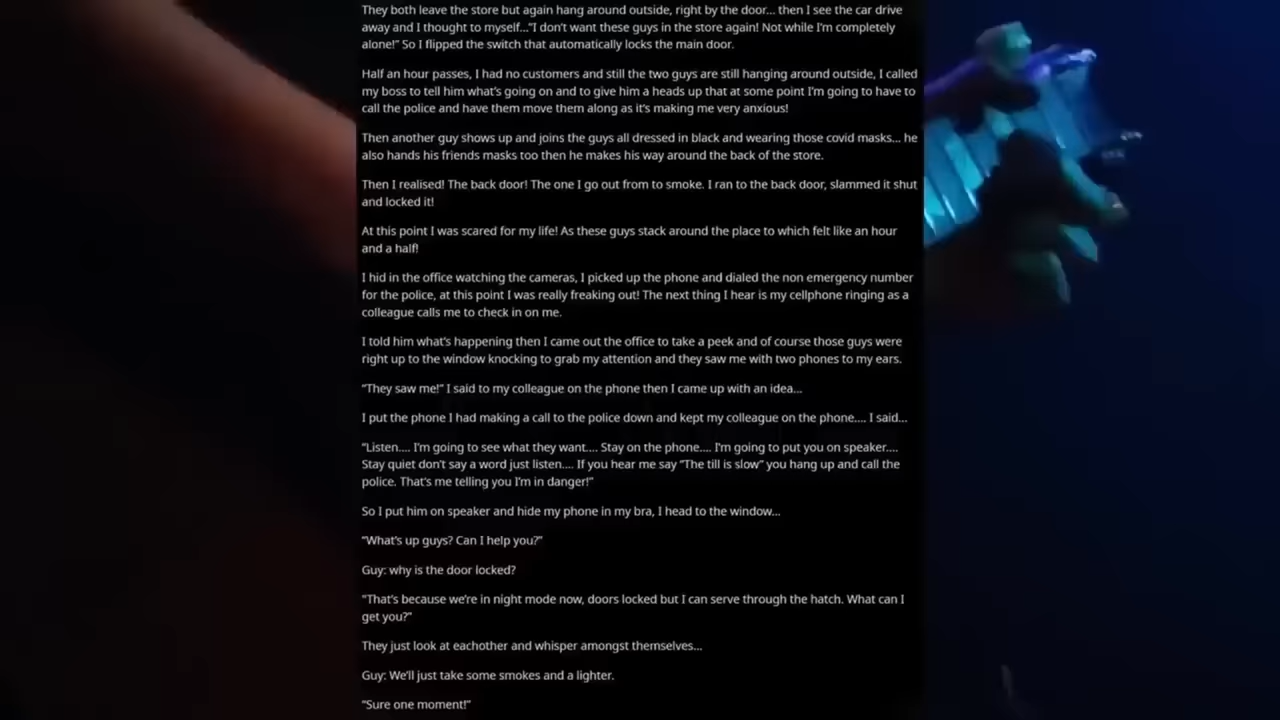 They both leave the store but again hang around outside, right by the door... then I see the car drive
away and I thought to myself..."I don't want these guys in the store again! Not while I'm completely
alone!" So I flipped the switch that automatically locks the main door.
Half an hour passes, I had no customers and still the two guys are still hanging around outside, I called
my boss to tell him what's going on and to give him a heads up that at some point I'm going to have to
call the police and have them move them along as it's making me very anxious!
Then another guy shows up and joins the guys all dressed in black and wearing those covid masks... he
also hands his friends masks too then he makes his way around the back of the store.
Then I realised! The back door! The one I go out from to smoke. I ran to the back door, slammed it shut
and locked it!
At this point I was scared for my life! As these guys stack around the place to which felt like an hour
and a half!
I hid in the office watching the cameras, I picked up the phone and dialed the non emergency number
for the police, at this point I was really freaking out! The next thing I hear is my cellphone ringing as a
colleague calls me to check in on me.
I told him what's happening then I came out the office to take a peek and of course those guys were
right up to the window knocking to grab my attention and they saw me with two phones to my ears.
"They saw me!" I said to my colleague on the phone then I came up with an idea...
I put the phone I had making a call to the police down and kept my colleague on the phone.... I said...
"Listen.... I'm going to see what they want.... Stay on the phone.... I'm going to put you on speaker....
Stay quiet don't say a word just listen.... If you hear me say "The till is slow" you hang up and call the
police. That's me telling you I'm in danger!"
So I put him on speaker and hide my phone in my bra, I head to the window...
"What's up guys? Can I help you?"
Guy: why is the door locked?
"That's because we're in night mode now, doors locked but I can serve through the hatch. What can I
get you?"
They just look at eachother and whisper amongst themselves...
Guy: We'll just take some smokes and a lighter.
"Sure one moment!"